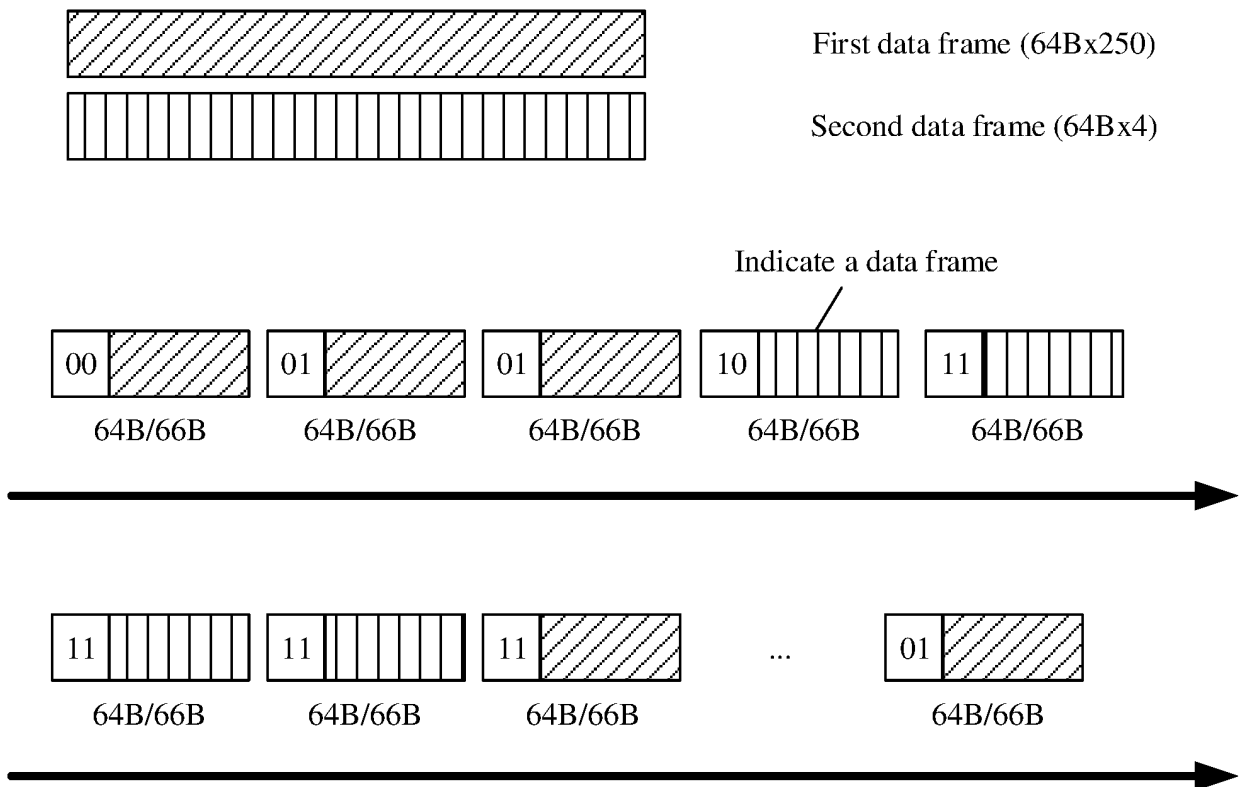 First data frame (64Bx250)
Second data frame (64Bx4)
Indicate a data frame
00 01 01 10 11
64B/66B 64B/66B 64B/66B 64B/66B 64B/66B
11 11 11 ... 01
64B/66B 64B/66B 64B/66B 64B/66B